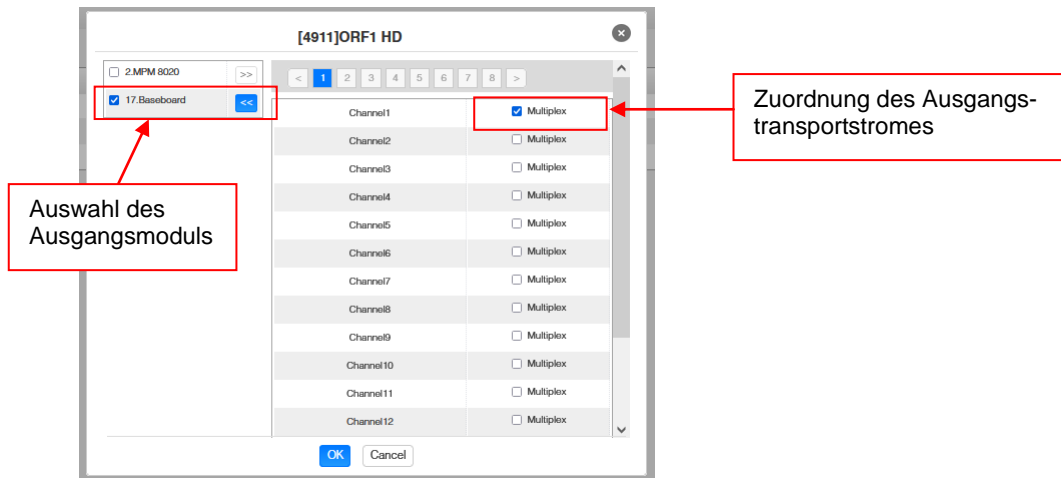 [4911]ORF1 HD
2.MPM 8020 >>
17.Baseboard <<
< 1 2 3 4 5 6 7 8 >
Channel1 Multiplex
Channel2 Multiplex
Channel3 Multiplex
Channel4 Multiplex
Channel5 Multiplex
Channel6 Multiplex
Channel7 Multiplex
Channel8 Multiplex
Channel9 Multiplex
Channel10 Multiplex
Channel11 Multiplex
Channel12 Multiplex
OK Cancel
Zuordnung des Ausgangs-
transportstromes
Auswahl des
Ausgangsmoduls